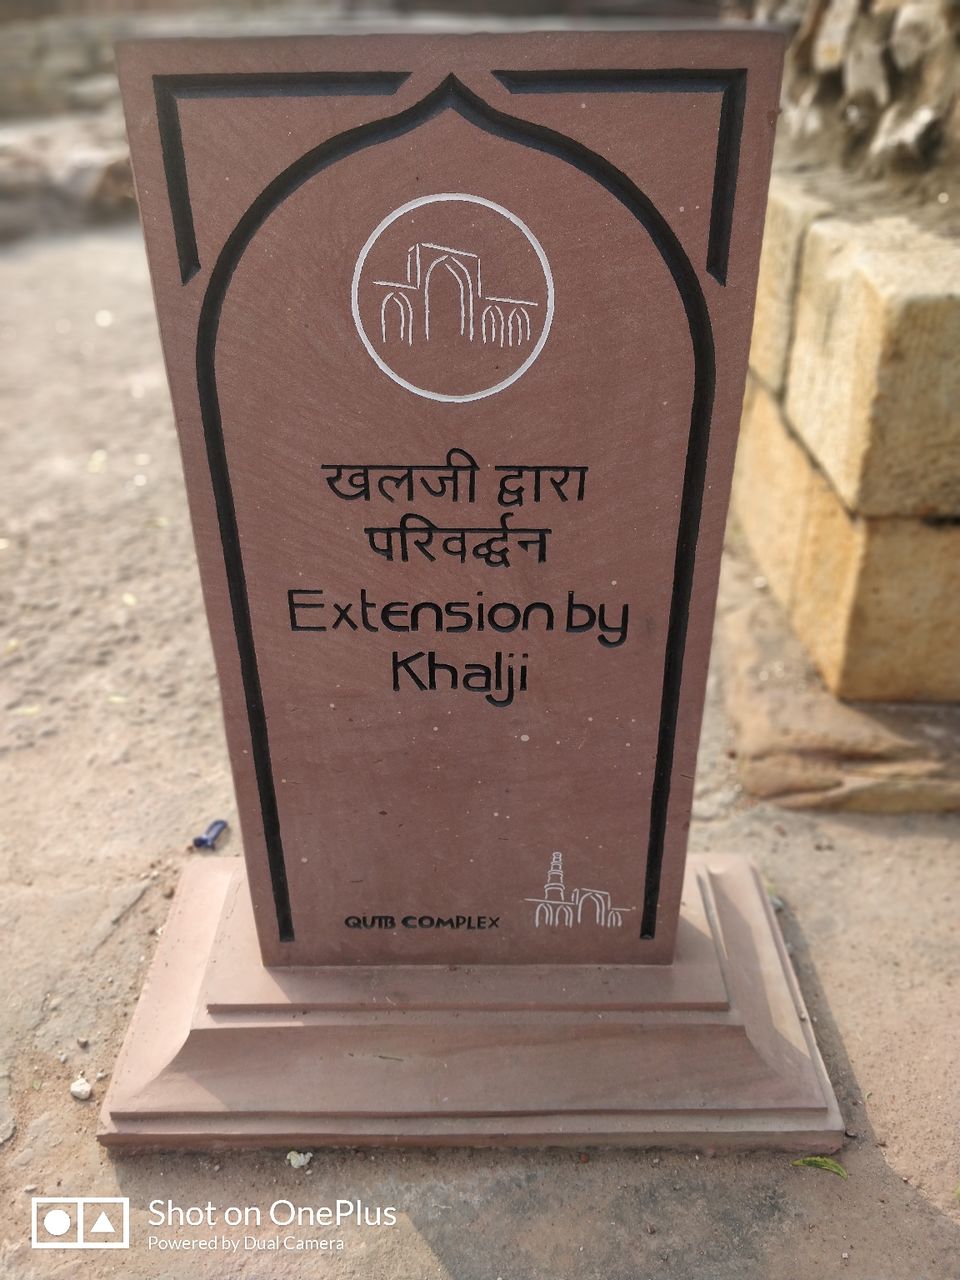 खलजी द्वारा
परिवर्द्धन
Extension by
Khalji
QUTB COMPLEX
Shot on OnePlus
Powered by Dual Camera